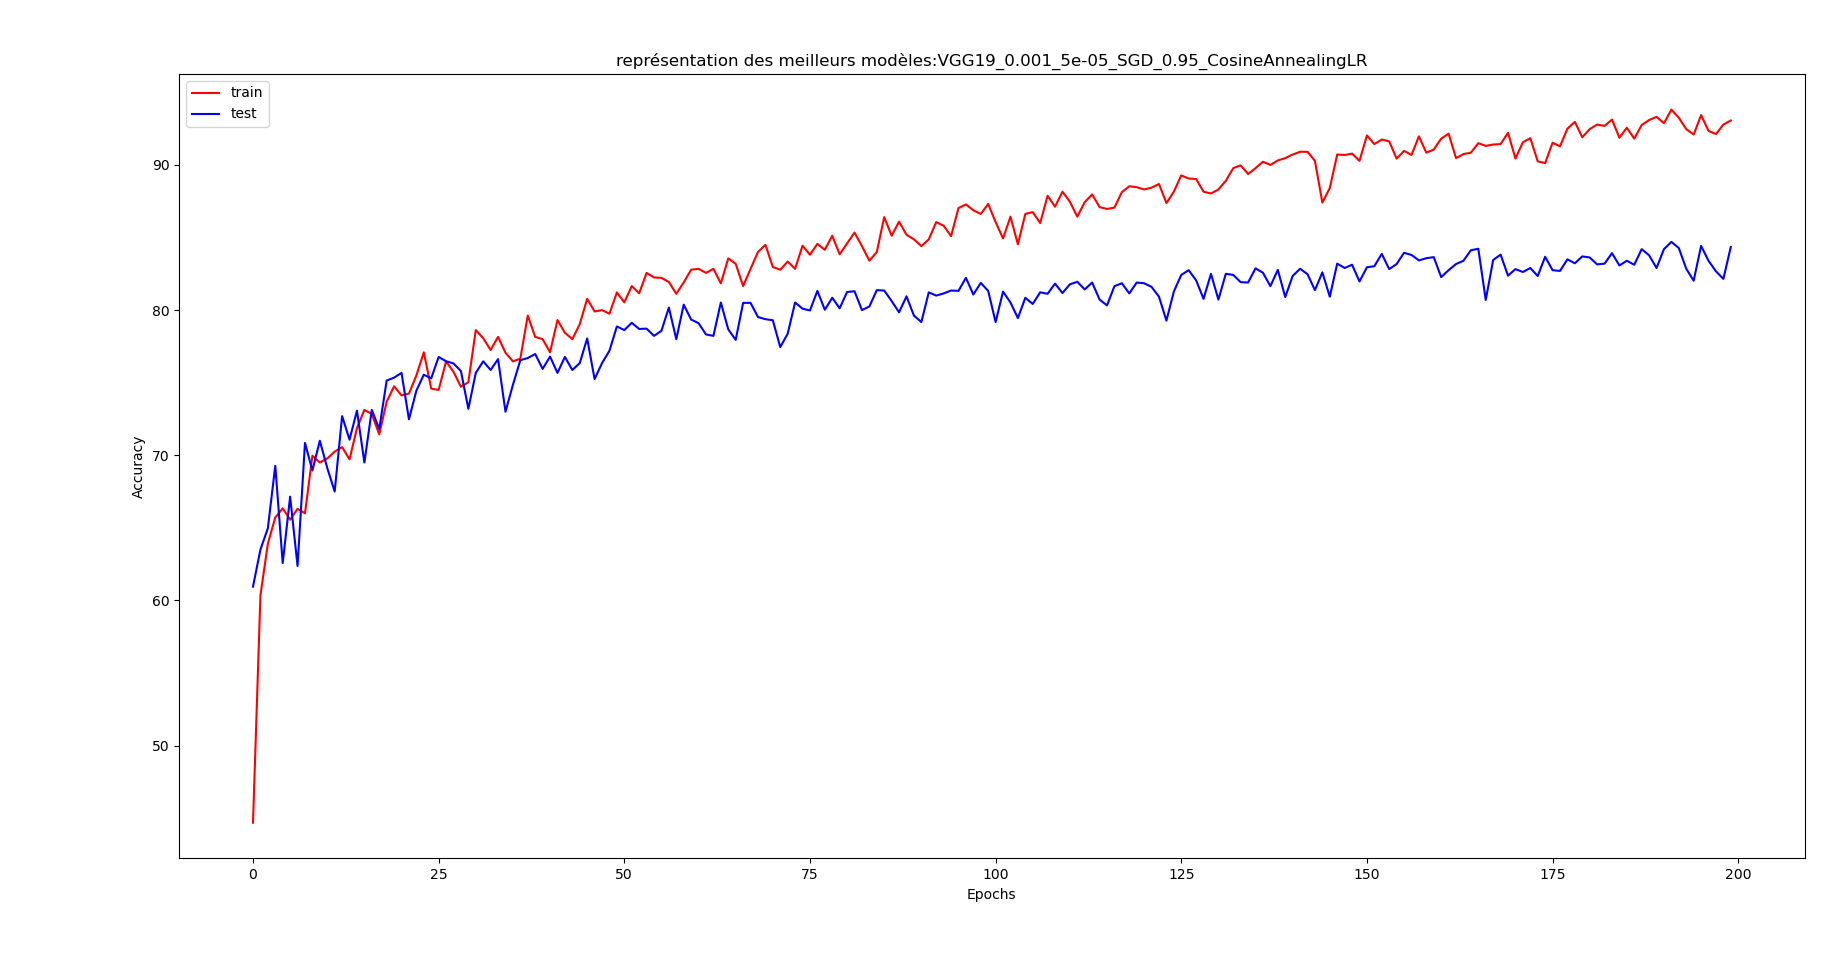 représentation des meilleurs modèles:VGG19_0.001_5e-05_SGD_0.95_CosineAnnealingLR
train
test
90
80
70
60
50
Accuracy
0 25 50 75 100 125 150 175 200
Epochs